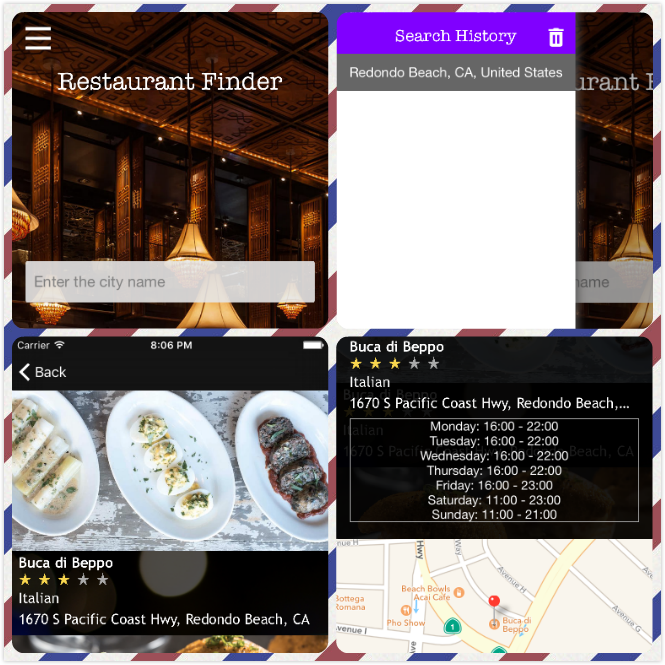 Restaurant Finder
Enter the city name
Search History
Redondo Beach, CA, United States
urant F
name
Carrier
8:06 PM
Back
Buca di Beppo
Italian
1670 S Pacific Coast Hwy, Redondo Beach, CA
Buca di Beppo
Italian
1670 S Pacific Coast Hwy, Redondo Beach,...
Monday: 16:00 - 22:00
Tuesday: 16:00 - 22:00
Wednesday: 16:00 - 22:00
Thursday: 16:00 - 22:00
Friday: 16:00 - 23:00
Saturday: 11:00 - 23:00
Sunday: 11:00 - 21:00
Hwy
Avenue H
Beach Bowls
Acai Cafe
Bottega
Romana
Pho Show
Avenue H
Avenue G
Buca di
Beppo
venue I
1